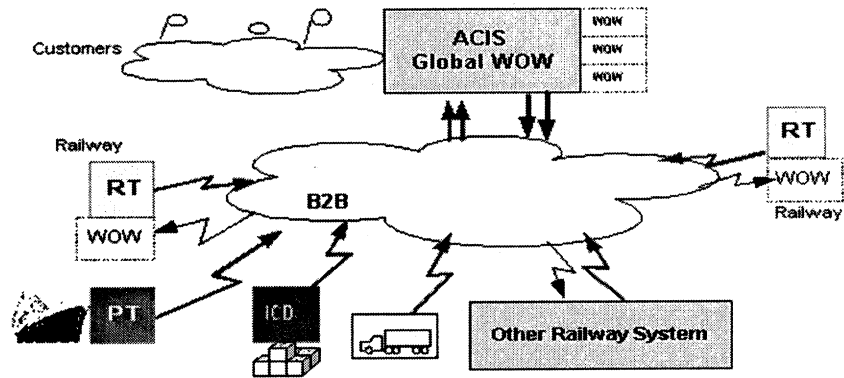 Customers
ACIS
Global WOW
WOW
WOW
WOW
Railway
RT
WOW
B2B
RT
WOW
Railway
PT
ICD
Other Railway System